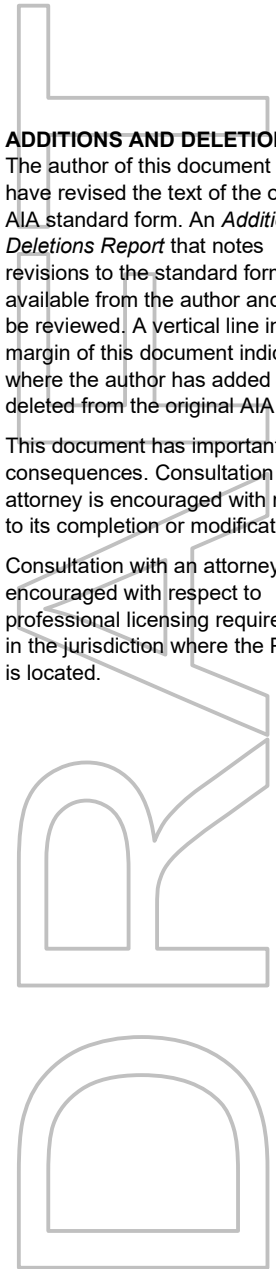 ADDITIONS AND DELETION
The author of this document
have revised the text of the o
AIA standard form. An Additi
Deletions Report that notes
revisions to the standard form
available from the author and
be reviewed. A vertical line in
margin of this document indic
where the author has added
deleted from the original AIA
This document has important
consequences. Consultation
attorney is encouraged with r
to its completion or modificat
Consultation with an attorney
encouraged with respect to
professional licensing require
in the jurisdiction where the P
is located.
DRAFT